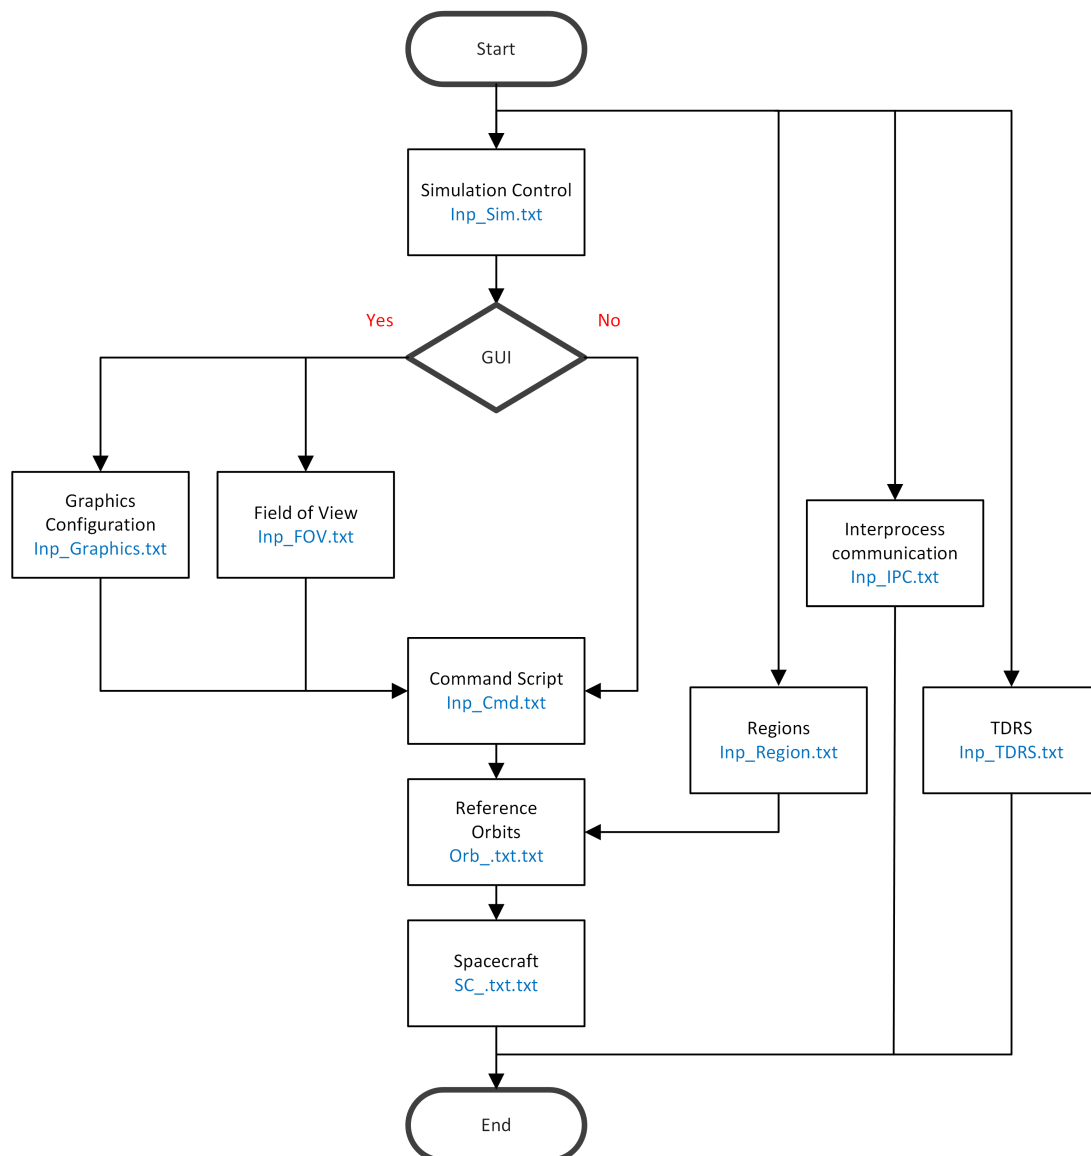 Start
Simulation Control
Inp_Sim.txt
Yes
No
GUI
Graphics
Configuration
Inp_Graphics.txt
Field of View
Inp_FOV.txt
Interprocess
communication
Inp_IPC.txt
Command Script
Inp_Cmd.txt
Regions
Inp_Region.txt
TDRS
Inp_TDRS.txt
Reference
Orbits
Orb_.txt.txt
Spacecraft
SC_.txt.txt
End